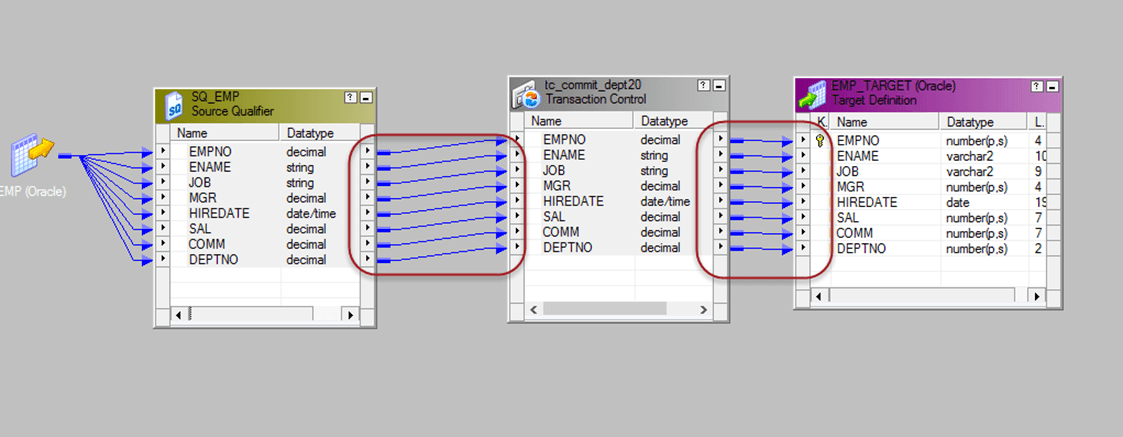 EMP (Oracle)
SQ
SQ_EMP
Source Qualifier
Name Datatype
EMPNO decimal
ENAME string
JOB string
MGR decimal
HIREDATE date/time
SAL decimal
COMM decimal
DEPTNO decimal
tc_commit_dept20
Transaction Control
Name Datatype
EMPNO decimal
ENAME string
JOB string
MGR decimal
HIREDATE date/time
SAL decimal
COMM decimal
DEPTNO decimal
EMP_TARGET (Oracle)
Target Definition
K. Name Datatype L.
EMPNO number(p,s) 4
ENAME varchar2 10
JOB varchar2 9
MGR number(p,s) 4
HIREDATE date 19
SAL number(p,s) 7
COMM number(p,s) 7
DEPTNO number(p,s) 2